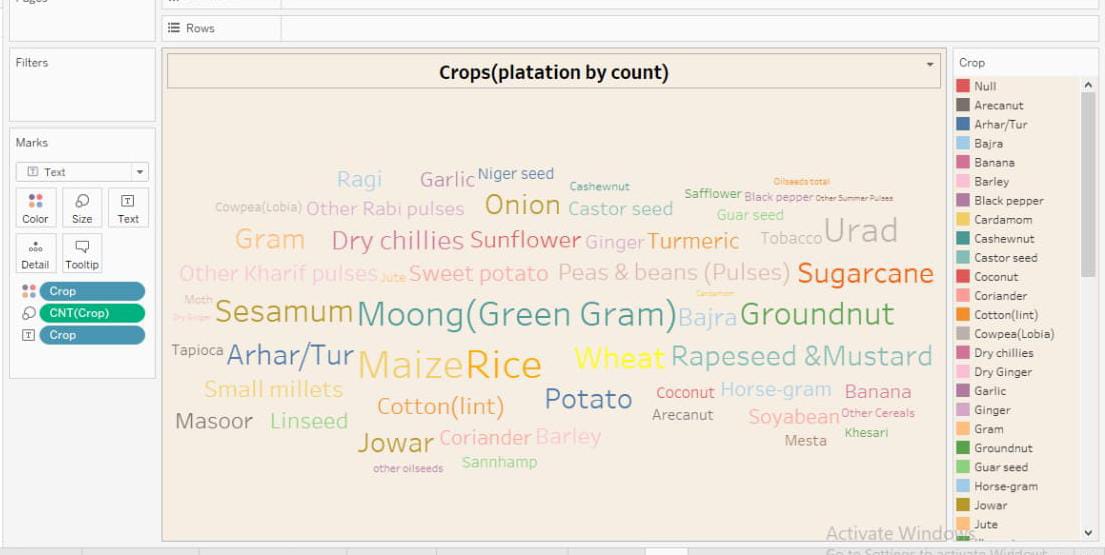 Pages
Rows
Filters
Marks
Text
Color
Size
Text
Detail
Tooltip
Crop
CNT(Crop)
Crop
Crops(platation by count)
Ragi Garlic Niger seed
Cashewnut
Oilseeds total
Safflower Black pepper Other Summer Pulses
Cowpea(Lobia) Other Rabi pulses Onion Castor seed
Guar seed
Gram Dry chillies Sunflower Ginger Turmeric Tobacco Urad
Other Kharif pulses Jute Sweet potato Peas & beans (Pulses) Sugarcane
Moth
Cardamom
Dry Ginger
Sesamum Moong(Green Gram) Bajra Groundnut
Tapioca Arhar/Tur Maize Rice Wheat Rapeseed &Mustard
Small millets Cotton(lint) Potato Coconut Horse-gram Banana
Masoor Linseed Arecanut Soyabean Other Cereals
Jowar Coriander Barley Mesta Khesari
other oilseeds Sannhamp
Crop
Null
Arecanut
Arhar/Tur
Bajra
Banana
Barley
Black pepper
Cardamom
Cashewnut
Castor seed
Coconut
Coriander
Cotton(lint)
Cowpea(Lobia)
Dry chillies
Dry Ginger
Garlic
Ginger
Gram
Groundnut
Guar seed
Horse-gram
Jowar
Jute
Activate Windows
Go to Settings to activate Windows.